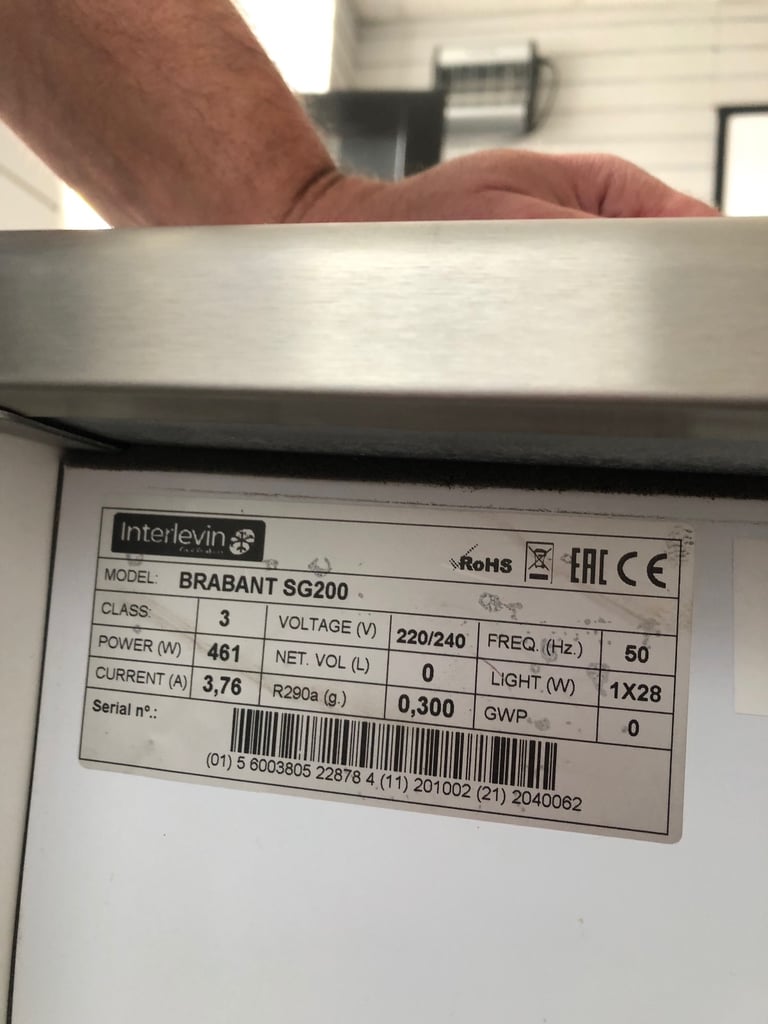 Interlevin
RoHS EAC CE
MODEL: BRABANT SG200
CLASS: 3 VOLTAGE (V) 220/240 FREQ. (Hz.) 50
POWER (W) 461 NET. VOL (L) 0 LIGHT (W) 1X28
CURRENT (A) 3,76 R290a (g.) 0,300 GWP 0
Serial nº.:
(01) 5 6003805 22878 4 (11) 201002 (21) 2040062